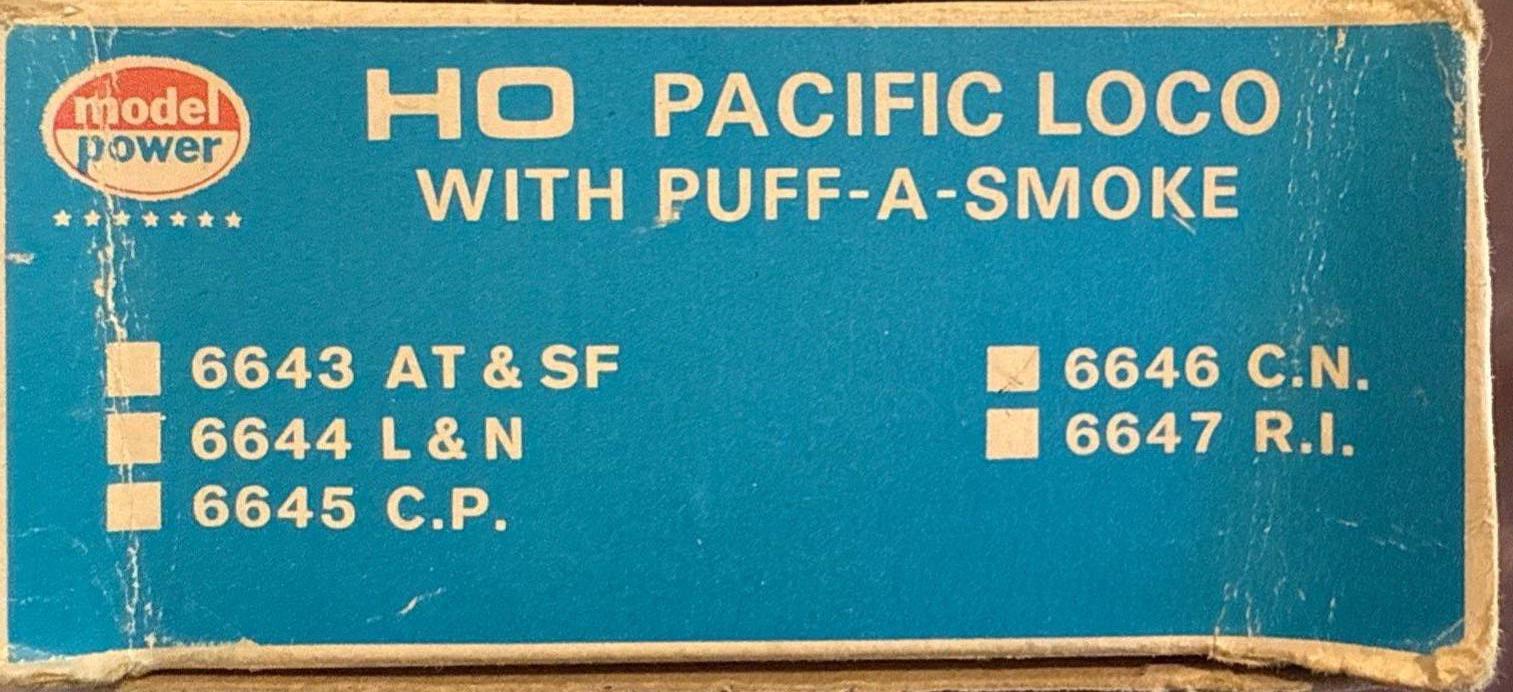 model
power
HO PACIFIC LOCO
WITH PUFF-A-SMOKE
6643 AT & SF
6644 L & N
6645 C.P.
6646 C.N.
6647 R.I.